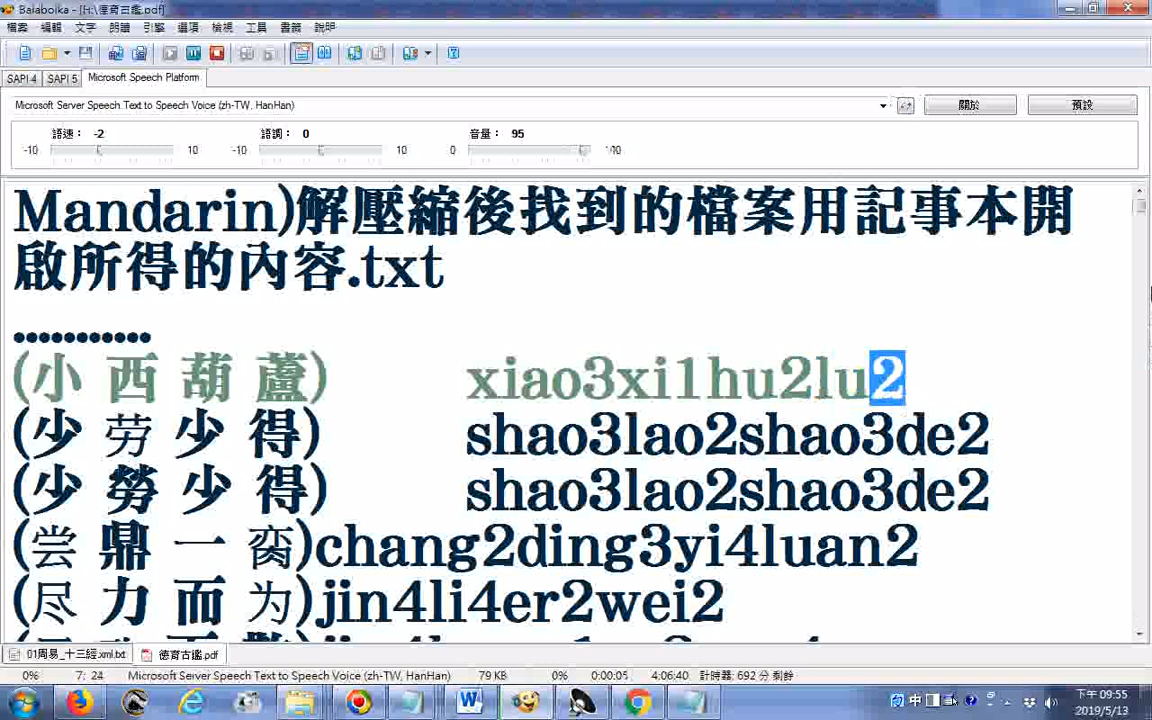 Balabolka - [H:\德育古鑑.pdf]
檔案 編輯 文字 朗讀 引擎 選項 檢視 工具 書籤 說明
SAPI 4 SAPI 5 Microsoft Speech Platform
Microsoft Server Speech Text to Speech Voice (zh-TW, HanHan) 關於 預設
語速： -2 語調： 0 音量： 95
-10 10 -10 10 0 100
Mandarin)解壓縮後找到的檔案用記事本開
啟所得的內容.txt
...........
(小 西 葫 蘆) xiao3xi1hu2lu2
(少 劳 少 得) shao3lao2shao3de2
(少 勞 少 得) shao3lao2shao3de2
(尝 鼎 一 脔)chang2ding3yi4luan2
(尽 力 而 为)jin4li4er2wei2
01周易_十三經.xml.txt 德育古鑑.pdf
0% 7: 24 Microsoft Server Speech Text to Speech Voice (zh-TW, HanHan) 79 KB 0% 0:00:05 4:06:40 計時器: 692 分 剩餘
中 下午 09:55
2019/5/13